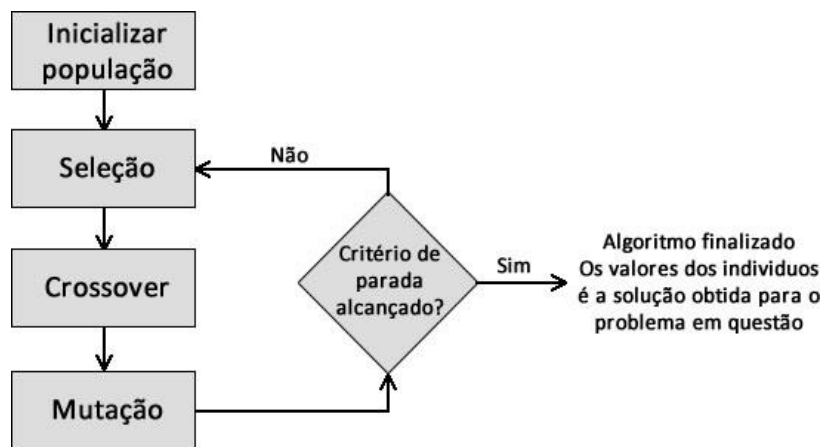 Inicializar
população
Seleção
Não
Crossover
Critério de
parada
alcançado?
Sim
Algoritmo finalizado
Os valores dos individuos
é a solução obtida para o
problema em questão
Mutação